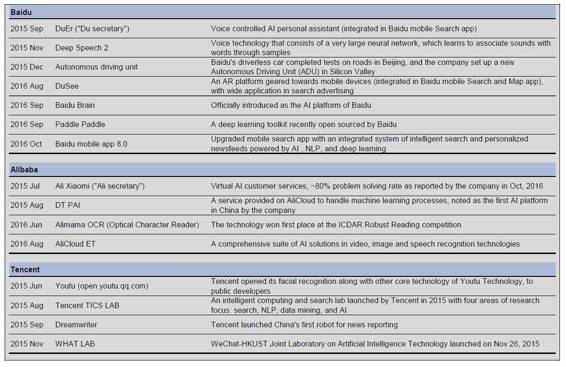 Baidu
2015 Sep DuEr ("Du secretary") Voice controlled AI personal assistant (integrated in Baidu mobile Search app)
2015 Nov Deep Speech 2 Voice technology that consists of a very large neural network, which learns to associate sounds with
words through samples
2015 Dec Autonomous driving unit Baidu's driverless car completed tests on roads in Beijing, and the company set up a new
Autonomous Driving Unit (ADU) in Silicon Valley
2016 Aug DuSee An AR platform geared towards mobile devices (integrated in Baidu mobile Search and Map app),
with wide application in search advertising
2016 Sep Baidu Brain Officially introduced as the AI platform of Baidu
2016 Sep Paddle Paddle A deep learning toolkit recently open sourced by Baidu
2016 Oct Baidu mobile app 8.0 Upgraded mobile search app with an integrated system of intelligent search and personalized
newsfeeds powered by AI , NLP, and deep learning
Alibaba
2015 Jul Ali Xiaomi ("Ali secretary") Virtual AI customer services, ~80% problem solving rate as reported by the company in Oct, 2016
2015 Aug DT PAI A service provided on AliCloud to handle machine learning processes, noted as the first AI platform
in China by the company
2016 Jun Alimama OCR (Optical Character Reader) The technology won first place at the ICDAR Robust Reading competition
2016 Aug AliCloud ET A comprehensive suite of AI solutions in video, image and speech recognition technologies
Tencent
2015 Jun Youtu (open.youtu.qq.com) Tencent opened its facial recognition along with other core technology of Youtu Technology, to
public developers
2015 Aug Tencent TICS LAB An intelligent computing and search lab launched by Tencent in 2015 with four areas of research
focus: search, NLP, data mining, and AI
2015 Sep Dreamwriter Tencent launched China's first robot for news reporting
2015 Nov WHAT LAB WeChat-HKUST Joint Laboratory on Artificial Intelligence Technology launched on Nov 26, 2015